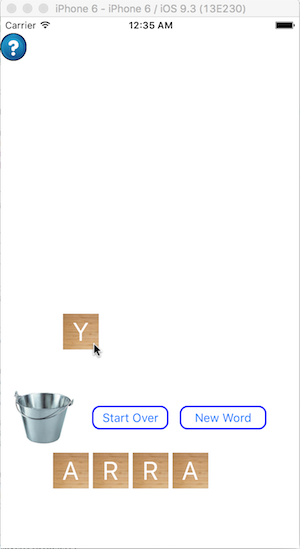 iPhone 6 - iPhone 6 / iOS 9.3 (13E230)
Carrier 12:35 AM
?
Y
Start Over New Word
A R R A